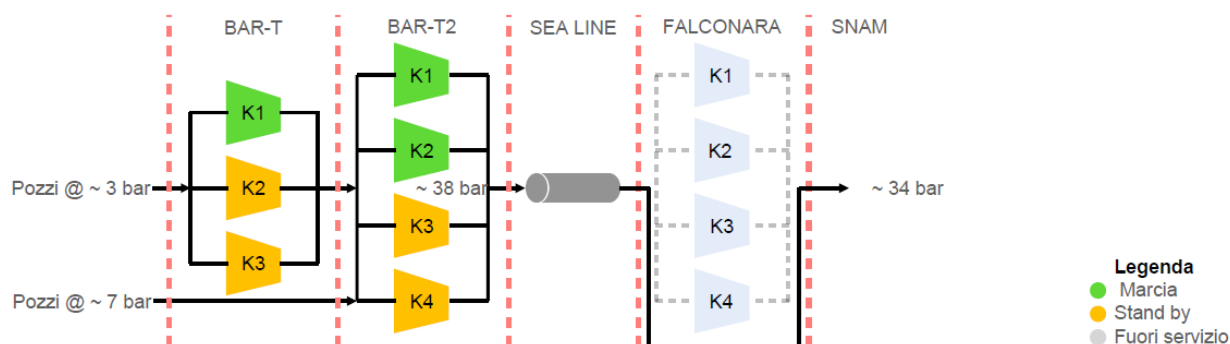 BAR-T
BAR-T2
SEA LINE
FALCONARA
SNAM
K1
K2
K3
K1
K2
K3
K4
K1
K2
K3
K4
Pozzi @ ~ 3 bar
Pozzi @ ~ 7 bar
~ 38 bar
~ 34 bar
Legenda
Marcia
Stand by
Fuori servizio